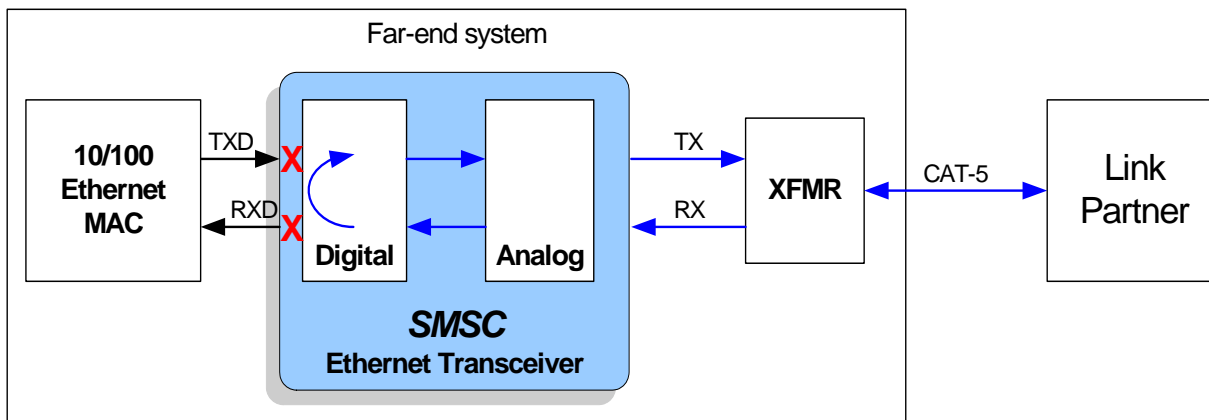 Far-end system
10/100
Ethernet
MAC
TXD
RXD
X
X
Digital
Analog
SMSC
Ethernet Transceiver
TX
RX
XFMR
CAT-5
Link
Partner